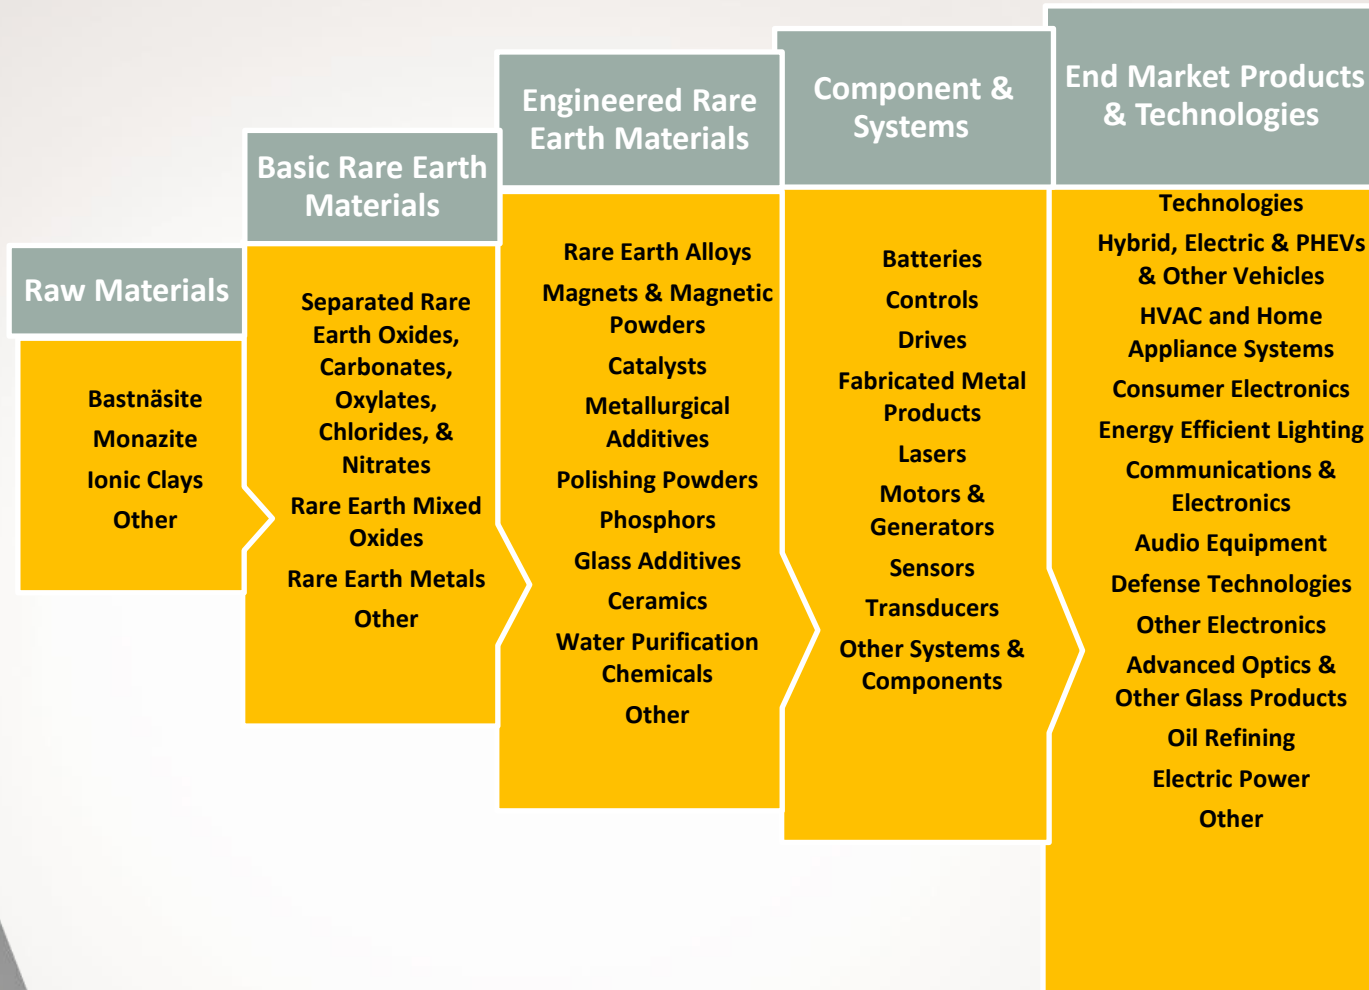 Raw Materials
Bastnäsite
Monazite
Ionic Clays
Other
Basic Rare Earth
Materials
Separated Rare
Earth Oxides,
Carbonates,
Oxylates,
Chlorides, &
Nitrates
Rare Earth Mixed
Oxides
Rare Earth Metals
Other
Engineered Rare
Earth Materials
Rare Earth Alloys
Magnets & Magnetic
Powders
Catalysts
Metallurgical
Additives
Polishing Powders
Phosphors
Glass Additives
Ceramics
Water Purification
Chemicals
Other
Component &
Systems
Batteries
Controls
Drives
Fabricated Metal
Products
Lasers
Motors &
Generators
Sensors
Transducers
Other Systems &
Components
End Market Products
& Technologies
Technologies
Hybrid, Electric & PHEVs
& Other Vehicles
HVAC and Home
Appliance Systems
Consumer Electronics
Energy Efficient Lighting
Communications &
Electronics
Audio Equipment
Defense Technologies
Other Electronics
Advanced Optics &
Other Glass Products
Oil Refining
Electric Power
Other